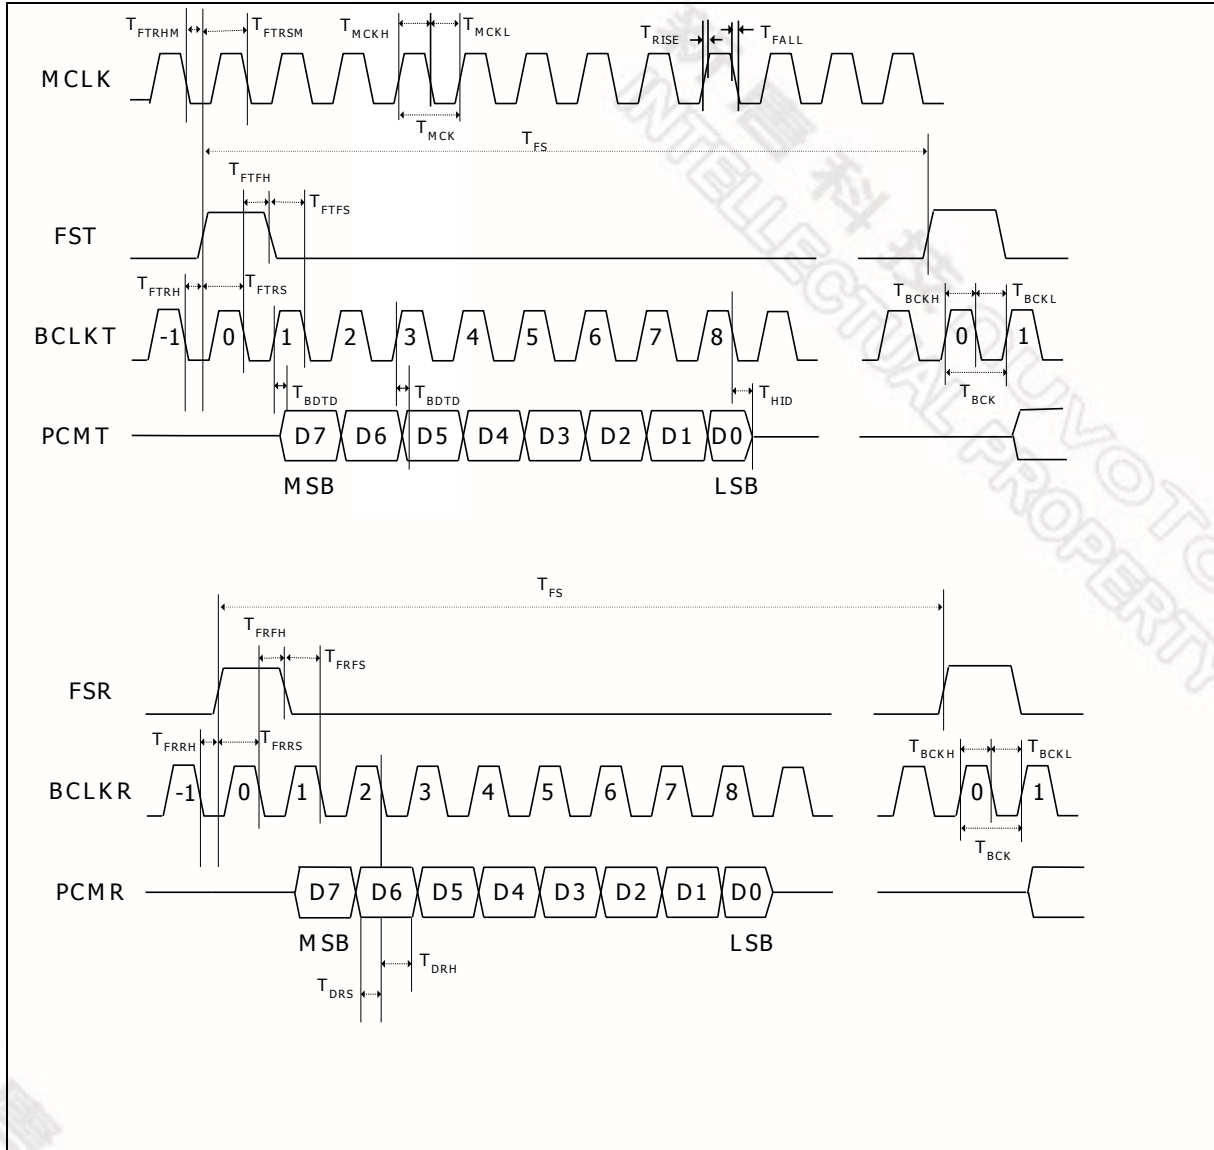 TFTRHM TFTRSM TMCKH TMCKL TRISE TFALL
MCLK
TMCK
TFS
TFTFH TFTFS
FST
TFTRH TFTRS TBCKH TBCKL
BCLKT -1 0 1 2 3 4 5 6 7 8 0 1
TBDTD TBDTD THID TBCK
PCMT D7 D6 D5 D4 D3 D2 D1 D0
MSB LSB
TFS
TFRFH TFRFS
FSR
TFRRH TFRRS TBCKH TBCKL
BCLKR -1 0 1 2 3 4 5 6 7 8 0 1
TBCK
PCMR D7 D6 D5 D4 D3 D2 D1 D0
MSB LSB
TDRH
TDRS
INTELLECTUAL PROPERTY